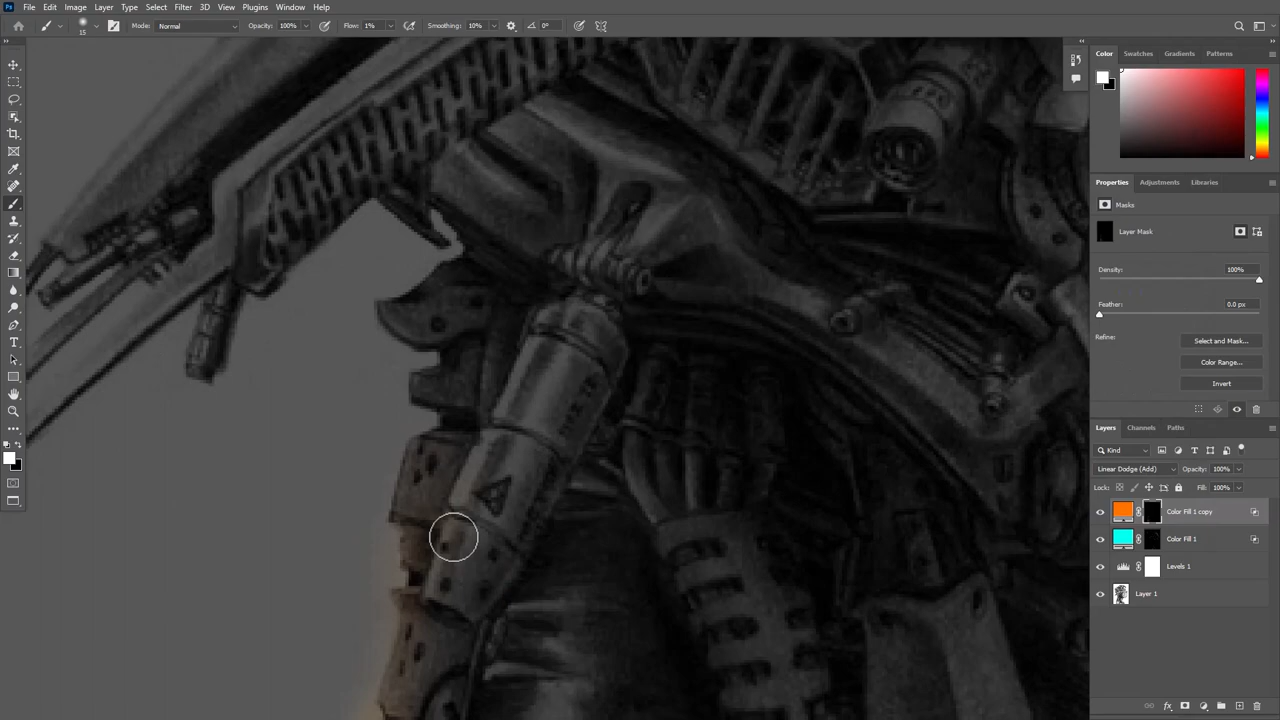 Ps File Edit Image Layer Type Select Filter 3D View Plugins Window Help
15 Mode: Normal Opacity: 100% Flow: 1% Smoothing: 10% 0°
Color Swatches Gradients Patterns
Properties Adjustments Libraries
Masks
Layer Mask
Density: 100%
Feather: 0.0 px
Refine: Select and Mask...
Color Range...
Invert
Layers Channels Paths
Kind
Linear Dodge (Add) Opacity: 100%
Lock: Fill: 100%
Color Fill 1 copy
Color Fill 1
Levels 1
Layer 1